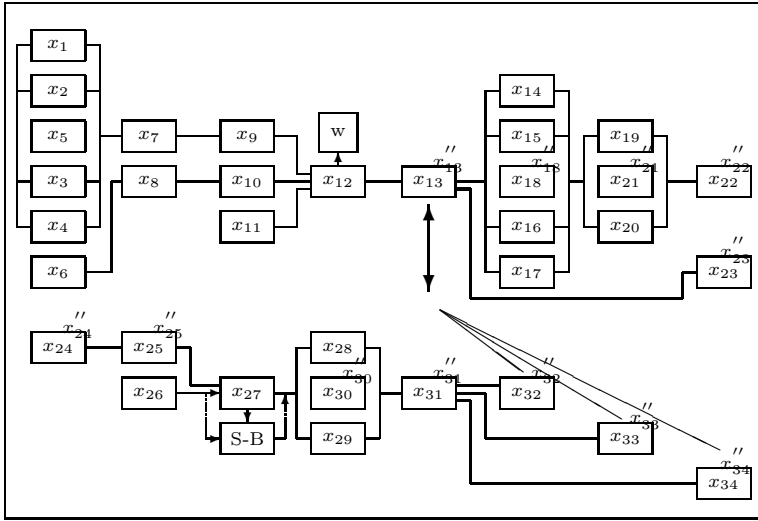 x₁
x₂ x₁₄
x₅ x₇ x₉ w x₁₅ x₁₉
x″₁₃ x″₁₈ x″₂₁ x″₂₂
x₃ x₈ x₁₀ x₁₂ x₁₃ x₁₈ x₂₁ x₂₂
x₄ x₁₁ x₁₆ x₂₀
x″₂₃
x₆ x₁₇ x₂₃
x″₂₄ x″₂₅
x₂₄ x₂₅ x₂₈
x″₃₀ x″₃₁ x″₃₂
x₂₆ x₂₇ x₃₀ x₃₁ x₃₂
x″₃₃
S-B x₂₉ x₃₃
x″₃₄
x₃₄